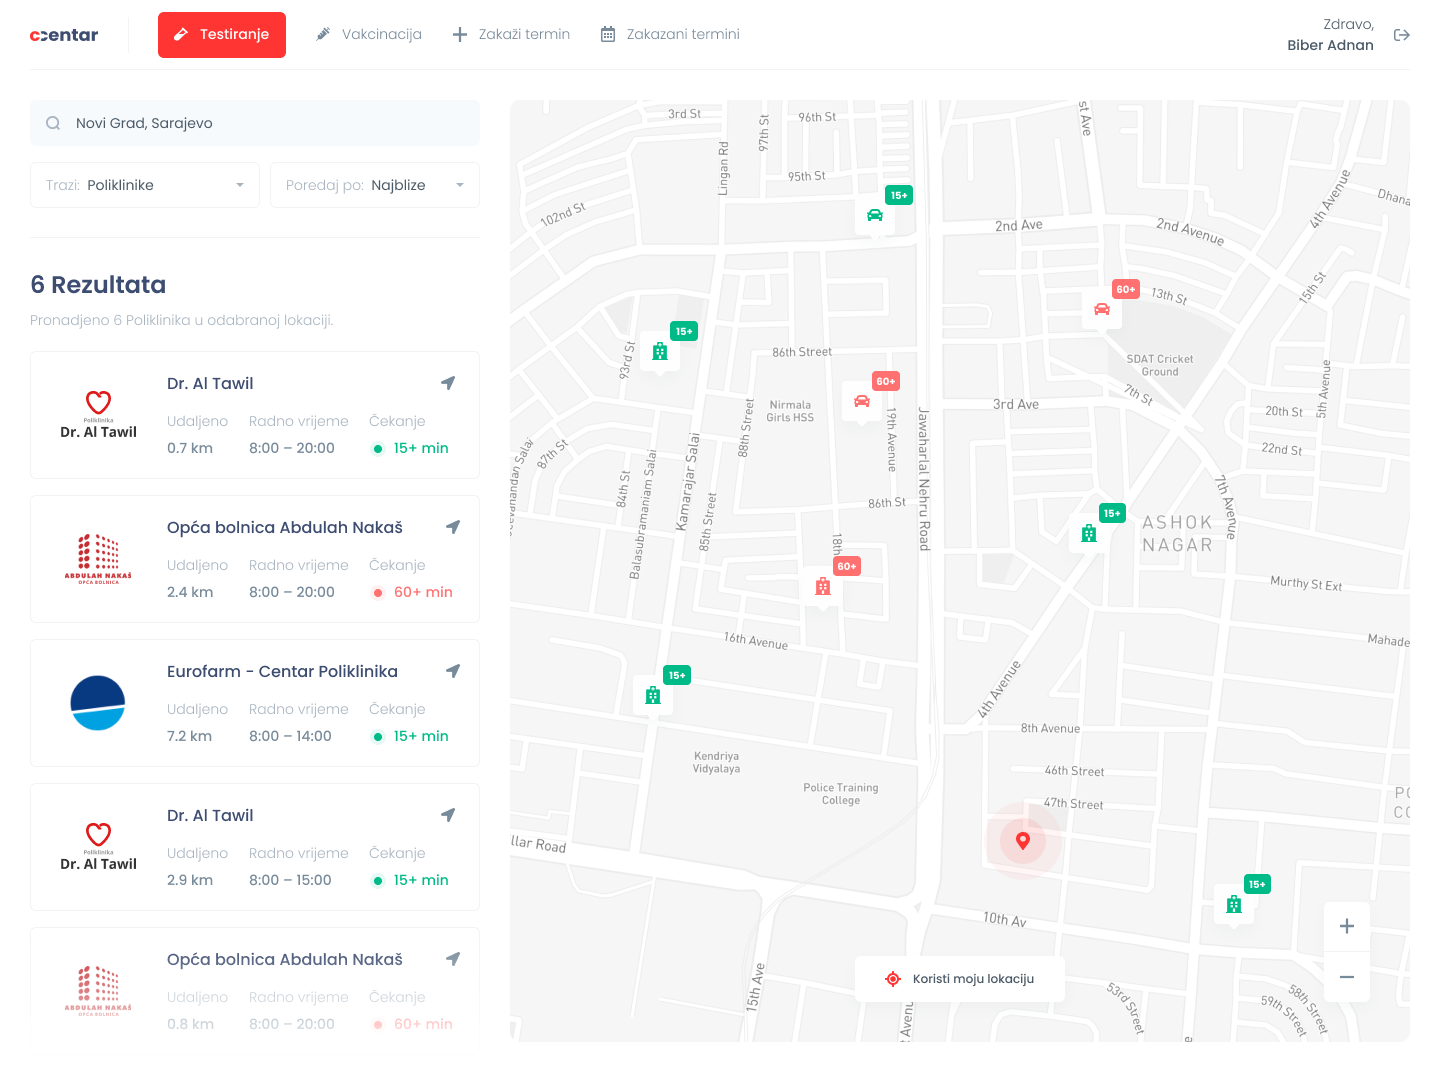 ccentar
Testiranje
Vakcinacija
Zakaži termin
Zakazani termini
Zdravo,
Biber Adnan
Novi Grad, Sarajevo
Trazi: Poliklinike
Poredaj po: Najblize
6 Rezultata
Pronadjeno 6 Poliklinika u odabranoj lokaciji.
Poliklinika
Dr. Al Tawil
Dr. Al Tawil
Udaljeno Radno vrijeme Čekanje
0.7 km 8:00 – 20:00 15+ min
ABDULAH NAKAŠ
OPĆA BOLNICA
Opća bolnica Abdulah Nakaš
Udaljeno Radno vrijeme Čekanje
2.4 km 8:00 – 20:00 60+ min
Eurofarm - Centar Poliklinika
Udaljeno Radno vrijeme Čekanje
7.2 km 8:00 – 14:00 15+ min
Poliklinika
Dr. Al Tawil
Dr. Al Tawil
Udaljeno Radno vrijeme Čekanje
2.9 km 8:00 – 15:00 15+ min
ABDULAH NAKAŠ
OPĆA BOLNICA
Opća bolnica Abdulah Nakaš
Udaljeno Radno vrijeme Čekanje
0.8 km 8:00 – 20:00 60+ min
3rd St
97th St
96th St
st Ave
Lingan Rd
95th St
15+
102nd St
2nd Ave
2nd Avenue
4th Avenue
Dhana
60+
13th St
15th St
15+
93rd St
86th Street
60+
SDAT Cricket
Ground
7th St
5th Avenue
Nirmala
Girls HSS
88th Street
19th Avenue
3rd Ave
20th St
22nd St
87th St
84th St
Balasubramaniam Salai
Kamarajar Salai
85th Street
86th St
Jawaharlal Nehru Road
7th Avenue
15+
ASHOK
NAGAR
18th
60+
Murthy St Ext
16th Avenue
Mahade
15+
4th Avenue
8th Avenue
Kendriya
Vidyalaya
Police Training
College
46th Street
47th Street
llar Road
10th Av
15+
15th Ave
t Avenu
53rd Street
58th Street
59th Street
Koristi moju lokaciju